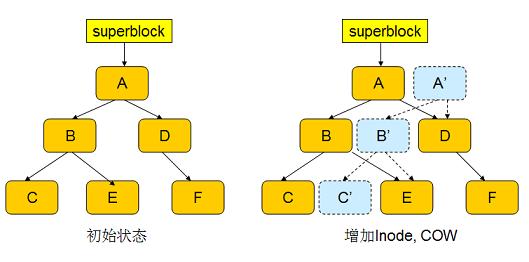 superblock
A
B
D
C
E
F
初始状态
superblock
A
A'
B
B'
D
C
C'
E
F
增加Inode, COW